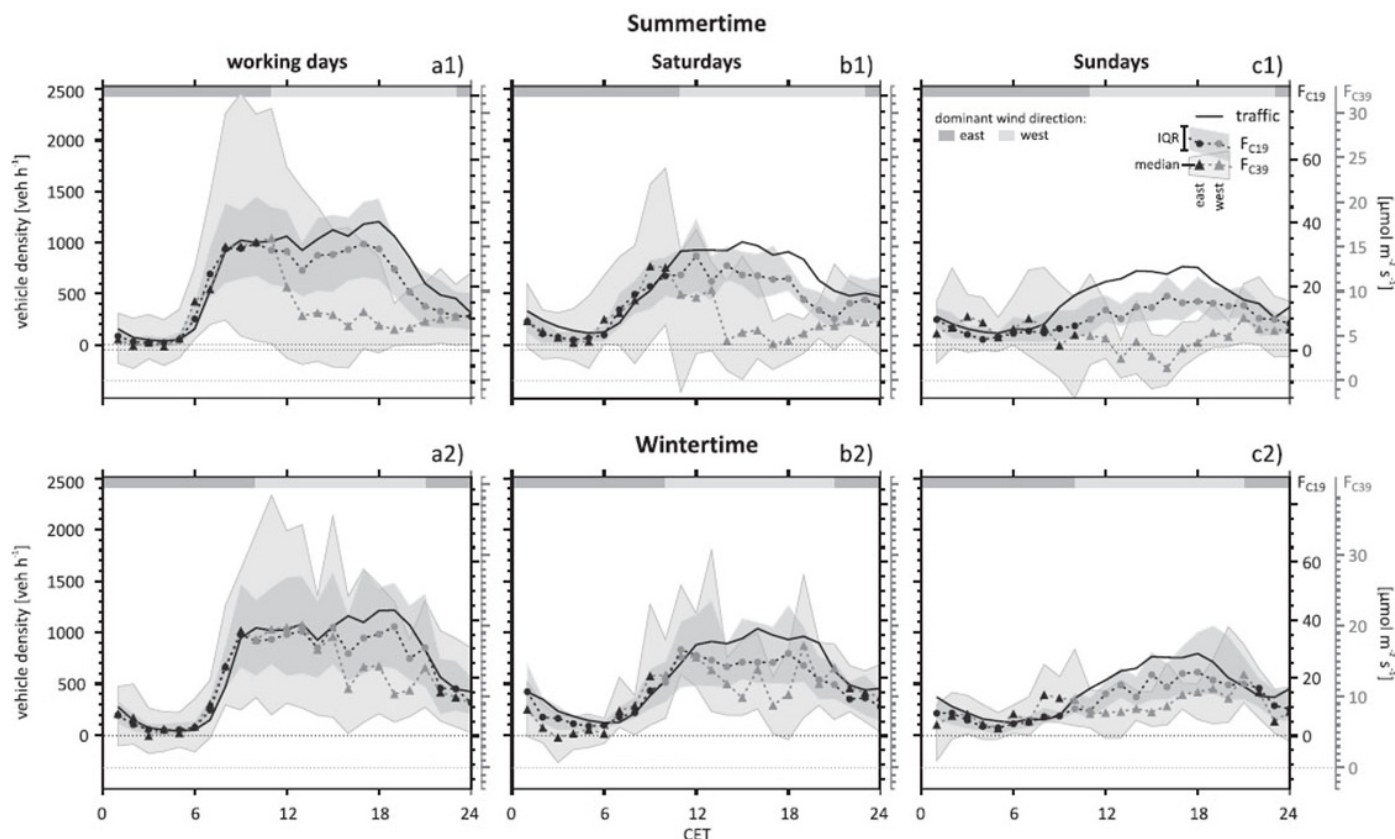 Summertime
working days a1) Saturdays b1) Sundays c1)
2500 F_C19 F_C39
dominant wind direction: traffic 30
east west IQR F_C19
2000 median F_C39 60 25
east west
1500 20
vehicle density [veh h⁻¹]
1000 40 15
500 20 10
5
0 0
0
[µmol m⁻² s⁻¹]
Wintertime
a2) b2) c2)
2500 F_C19 F_C39
2000 60 30
1500
vehicle density [veh h⁻¹]
1000 40 20
500 20 10
0 0
0
[µmol m⁻² s⁻¹]
0 6 12 18 24 0 6 12 18 24 0 6 12 18 24
CET